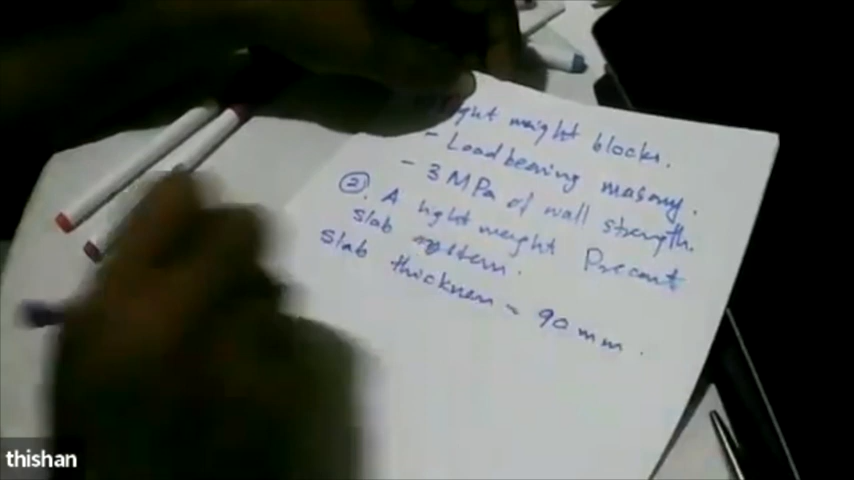 weight blocks.
- Load bearing masonry.
- 3 MPa of wall strength.
②. A light weight Precast
Slab system.
Slab thickness ~ 90 mm.
thishan